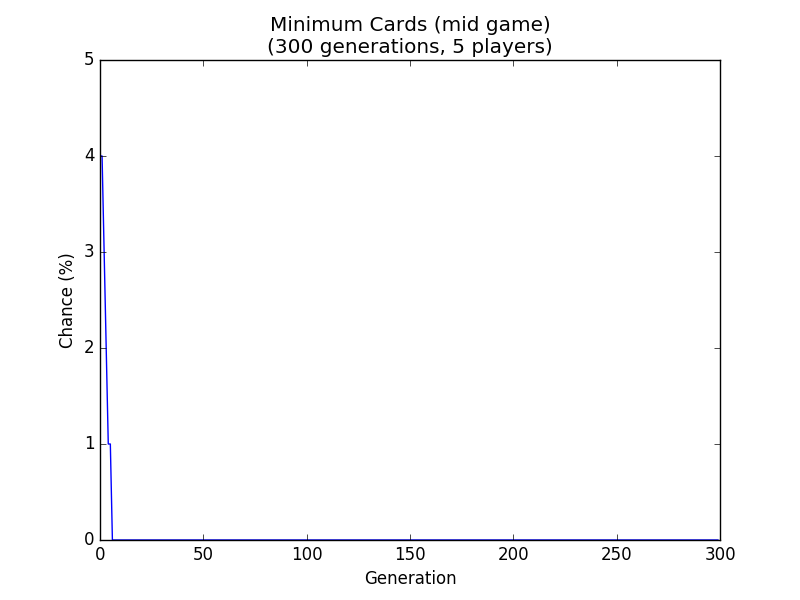 Minimum Cards (mid game)
(300 generations, 5 players)
5
4
3
2
1
0
Chance (%)
0 50 100 150 200 250 300
Generation